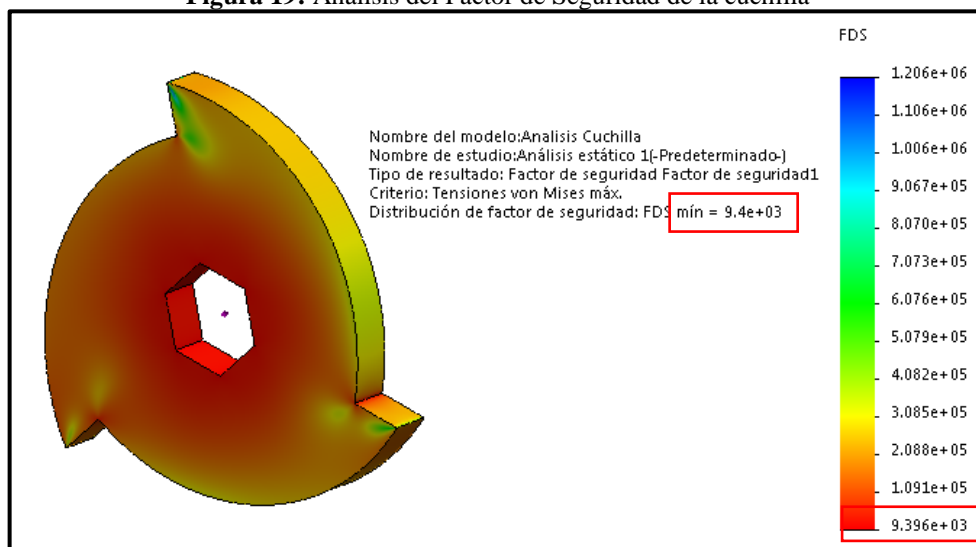 Figura 19: Análisis del Factor de Seguridad de la cuchilla
FDS
Nombre del modelo:Analisis Cuchilla
Nombre de estudio:Análisis estático 1(-Predeterminado-)
Tipo de resultado: Factor de seguridad Factor de seguridad1
Criterio: Tensiones von Mises máx.
Distribución de factor de seguridad: FDS mín = 9.4e+03
1.206e+06
1.106e+06
1.006e+06
9.067e+05
8.070e+05
7.073e+05
6.076e+05
5.079e+05
4.082e+05
3.085e+05
2.088e+05
1.091e+05
9.396e+03